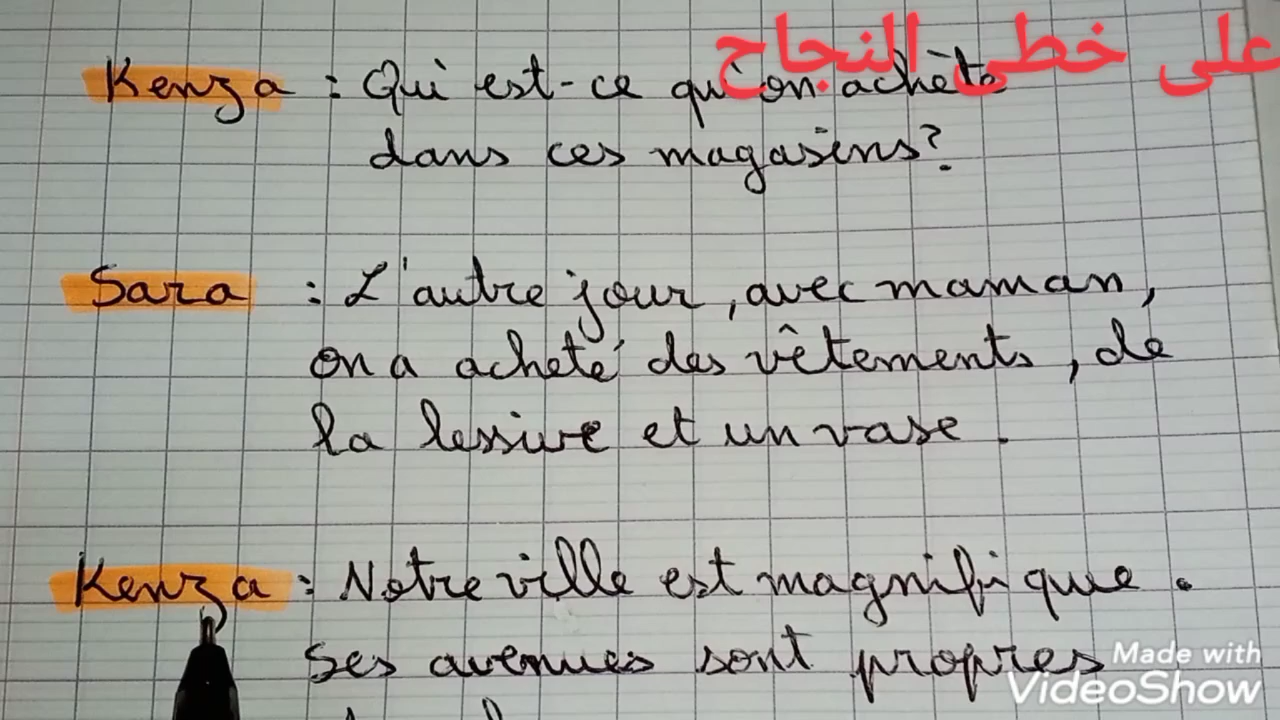 على خطى النجاح
Kenza : Qui est-ce qu'on achète
dans ces magasins?
Sara : L'autre jour, avec maman,
on a acheté des vêtements, de
la lessive et un vase.
Kenza : Notre ville est magnifique.
Ses avenues sont propres
Made with
VideoShow